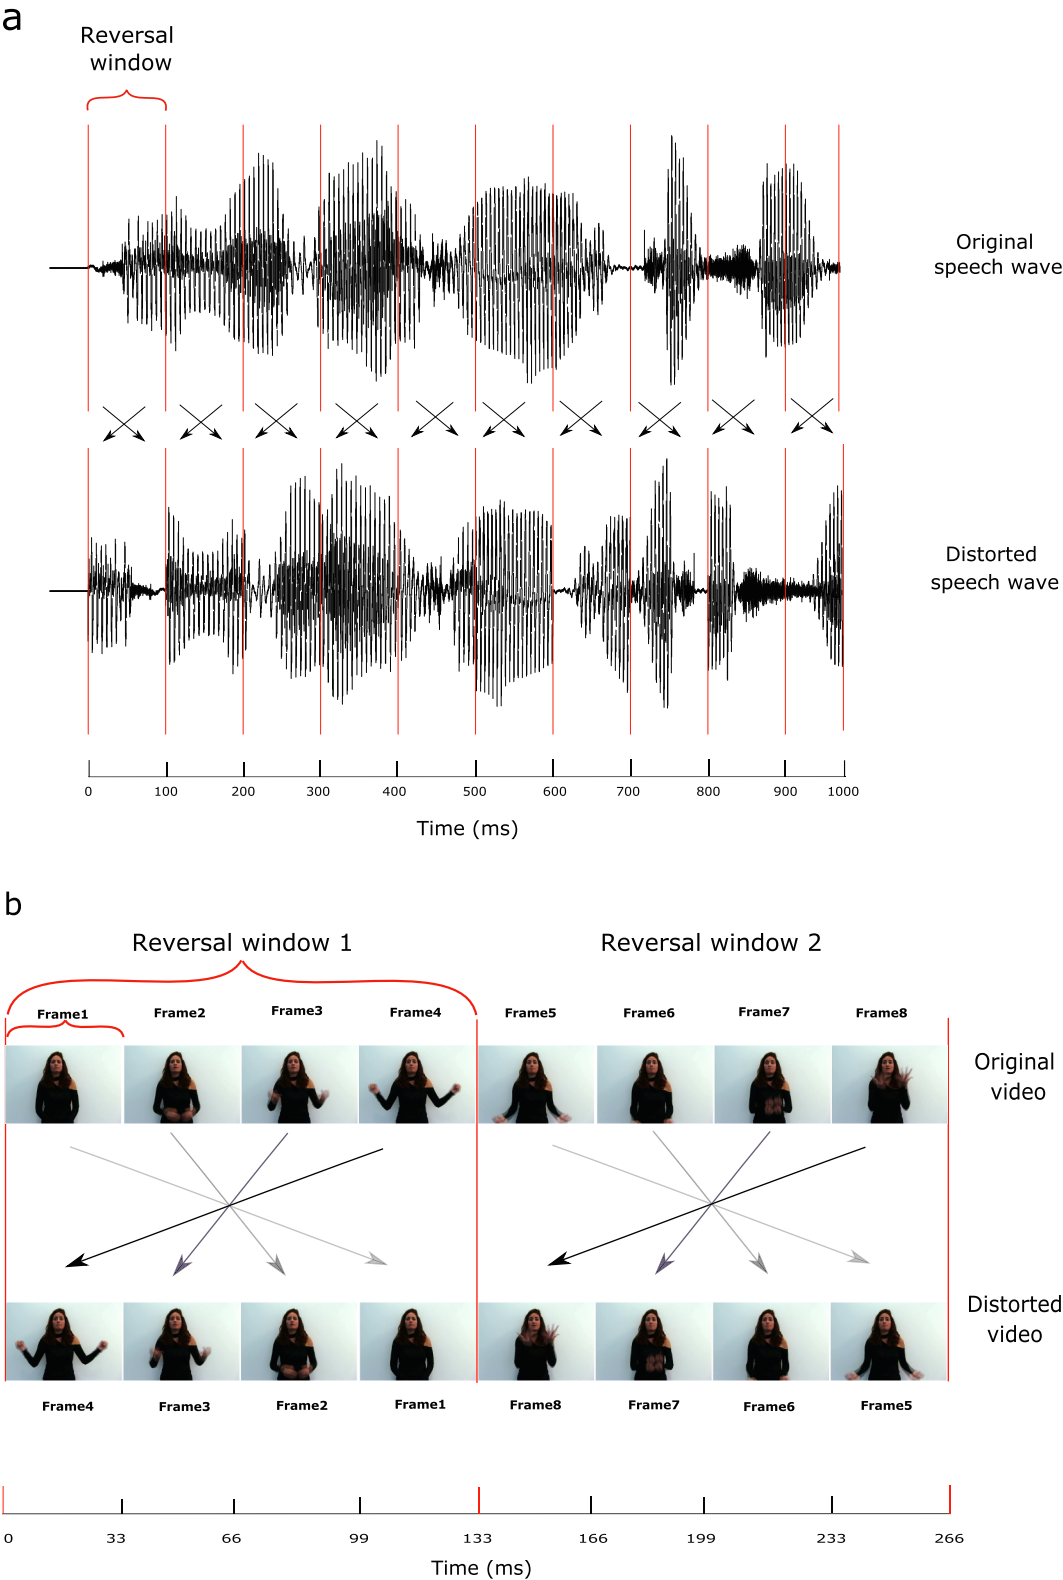 a
Reversal
window
Original
speech wave
Distorted
speech wave
0 100 200 300 400 500 600 700 800 900 1000
Time (ms)
b
Reversal window 1 Reversal window 2
Frame1 Frame2 Frame3 Frame4 Frame5 Frame6 Frame7 Frame8
Original
video
Distorted
video
Frame4 Frame3 Frame2 Frame1 Frame8 Frame7 Frame6 Frame5
0 33 66 99 133 166 199 233 266
Time (ms)